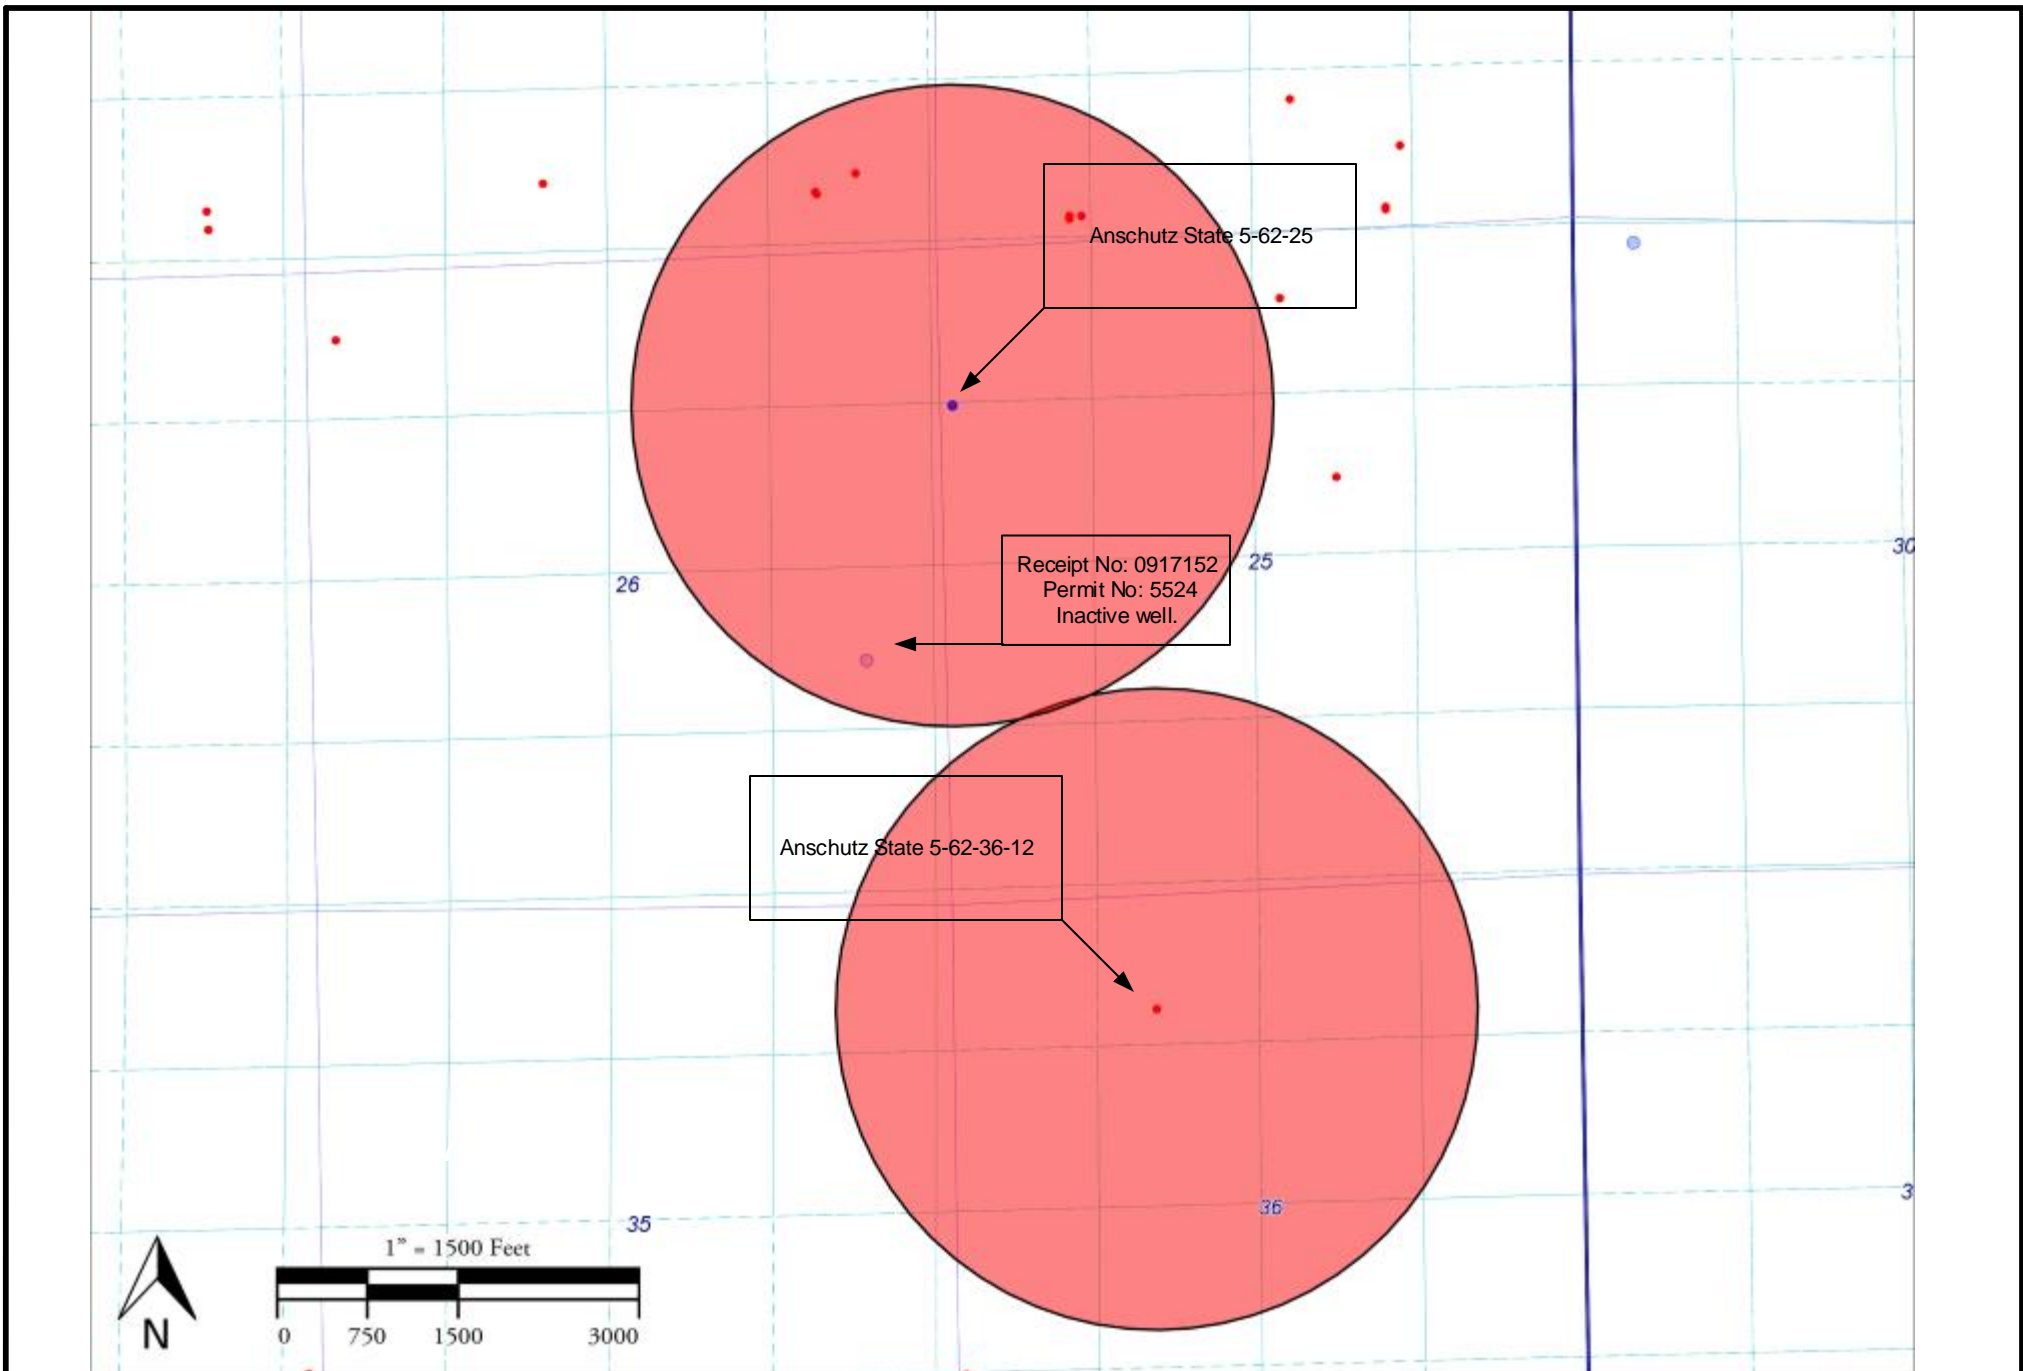 Anschutz State 5-62-25
30
Receipt No: 0917152
Permit No: 5524
Inactive well.
25
26
Anschutz State 5-62-36-12
3
36
35
1” = 1500 Feet
0 750 1500 3000
N